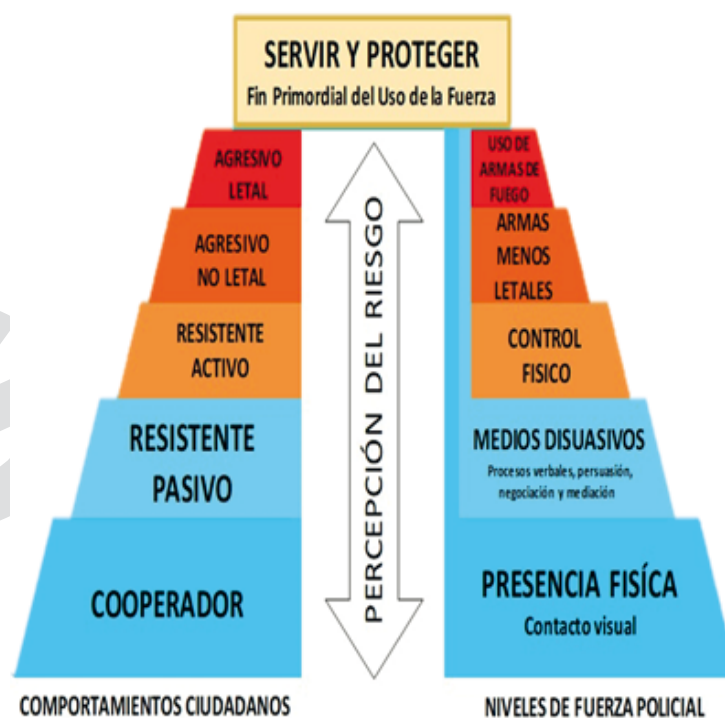 SERVIR Y PROTEGER
Fin Primordial del Uso de la Fuerza
AGRESIVO
LETAL
AGRESIVO
NO LETAL
RESISTENTE
ACTIVO
RESISTENTE
PASIVO
COOPERADOR
COMPORTAMIENTOS CIUDADANOS
PERCEPCIÓN DEL RIESGO
USO DE
ARMAS DE
FUEGO
ARMAS
MENOS
LETALES
CONTROL
FISICO
MEDIOS DISUASIVOS
Procesos verbales, persuasión,
negociación y mediación
PRESENCIA FISÍCA
Contacto visual
NIVELES DE FUERZA POLICIAL